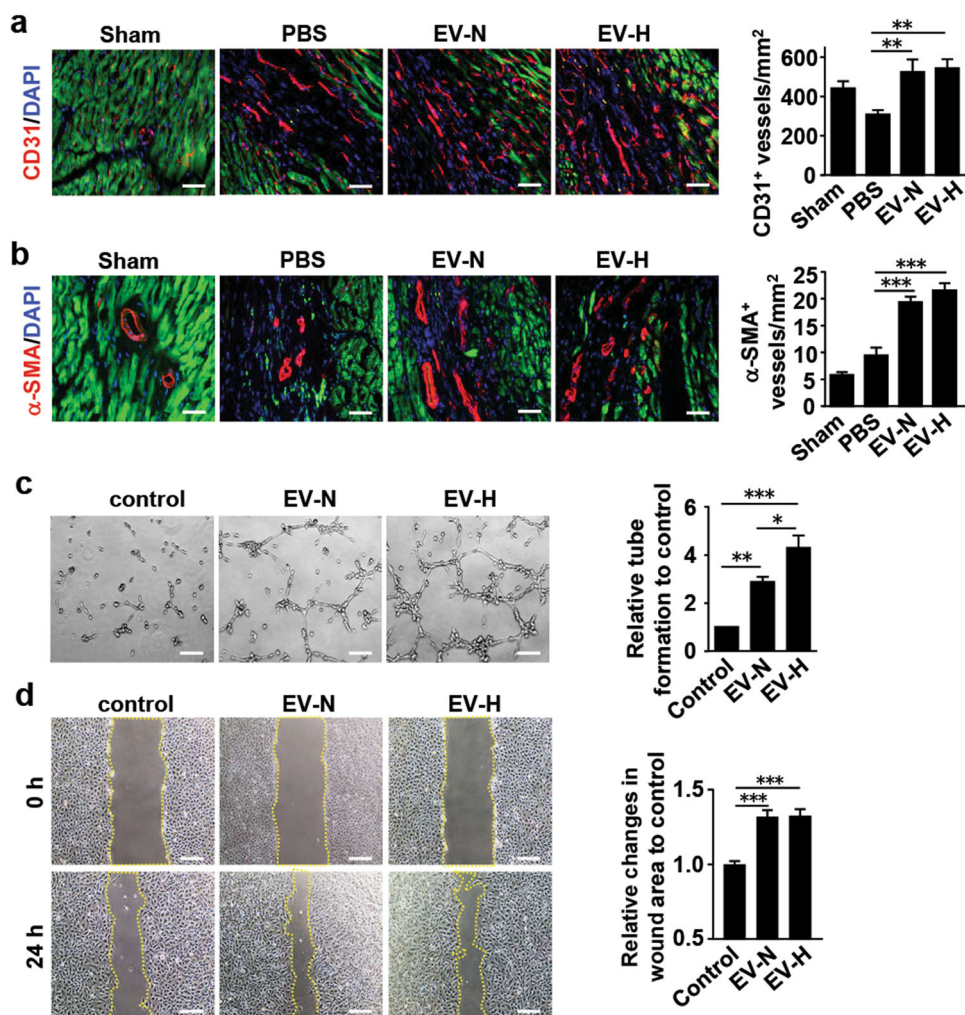 a
Sham
PBS
EV-N
EV-H
CD31/DAPI
CD31+ vessels/mm²
600
400
200
0
**
**
Sham
PBS
EV-N
EV-H
b
Sham
PBS
EV-N
EV-H
α-SMA/DAPI
α-SMA+
vessels/mm²
25
20
15
10
5
0
***
***
Sham
PBS
EV-N
EV-H
c
control
EV-N
EV-H
Relative tube
formation to control
6
4
2
0
***
*
**
Control
EV-N
EV-H
d
control
EV-N
EV-H
0 h
24 h
Relative changes in
wound area to control
1.5
1.0
0.5
***
***
Control
EV-N
EV-H